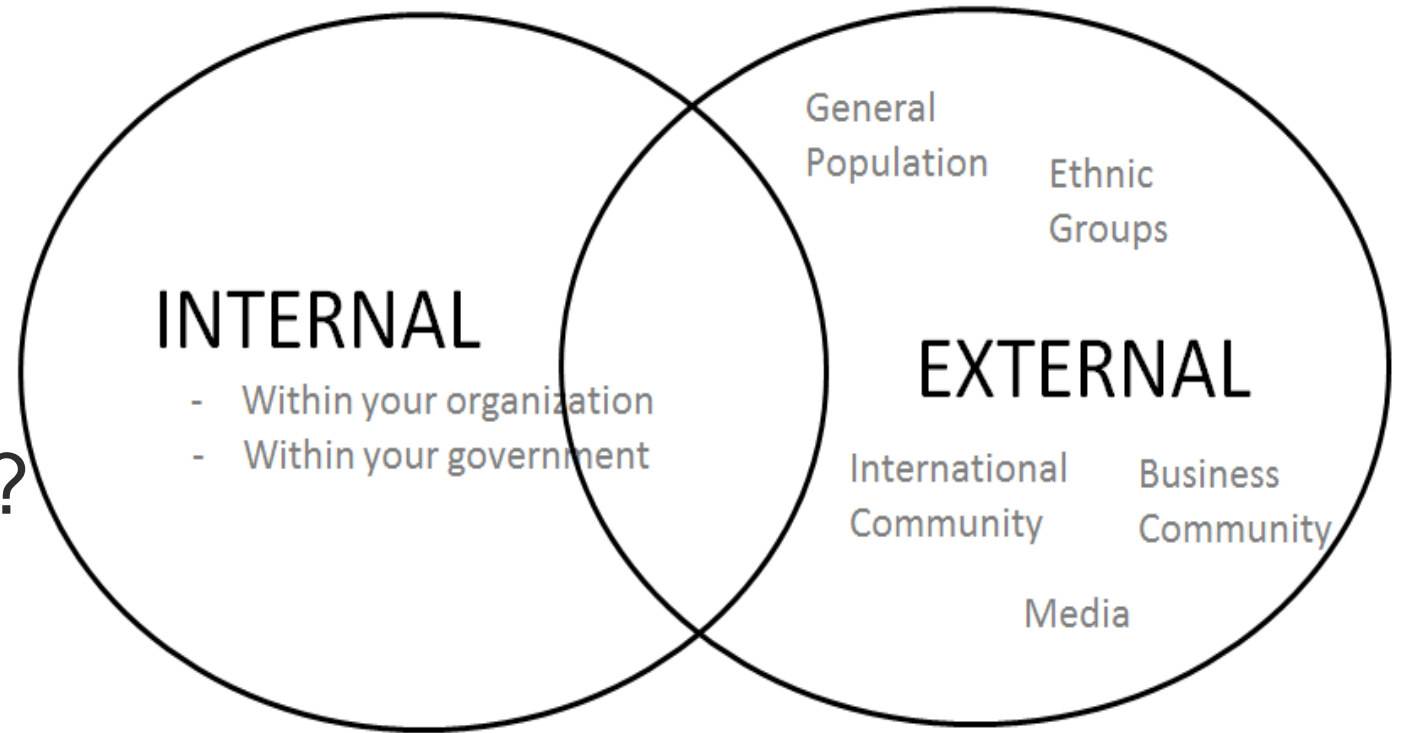 INTERNAL
- Within your organization
- Within your government
?
General
Population
Ethnic
Groups
EXTERNAL
International
Community
Business
Community
Media